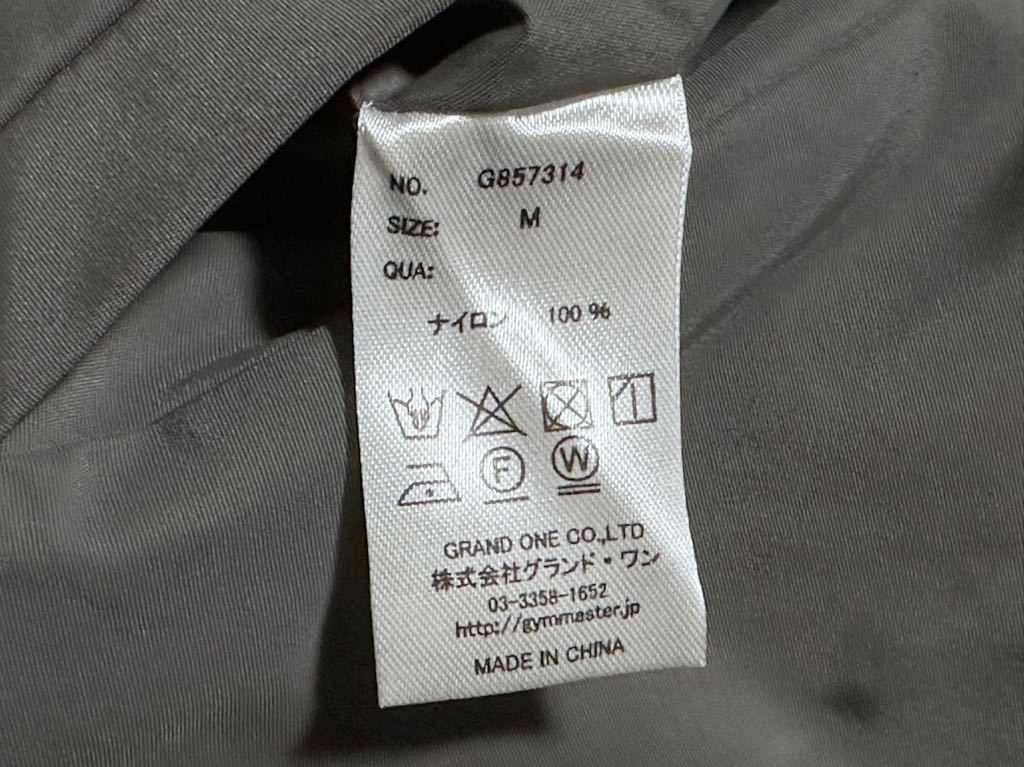 NO. G857314
SIZE: M
QUA:
ナイロン 100 %
F W
GRAND ONE CO.,LTD
株式会社グランド・ワン
03-3358-1652
http://gymmaster.jp
MADE IN CHINA